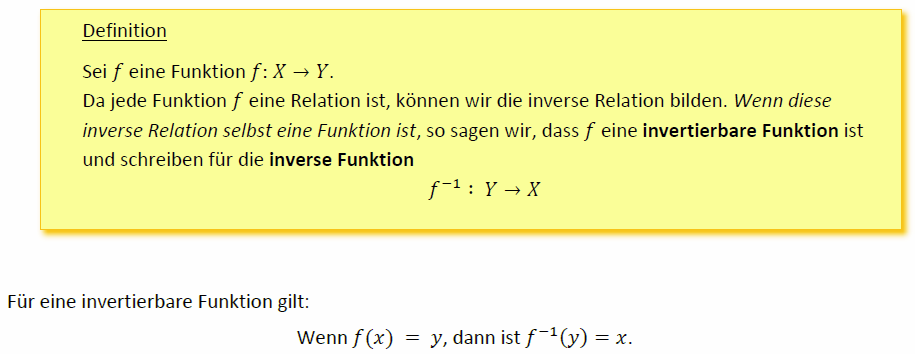 Definition
Sei f eine Funktion f: X → Y.
Da jede Funktion f eine Relation ist, können wir die inverse Relation bilden. Wenn diese
inverse Relation selbst eine Funktion ist, so sagen wir, dass f eine invertierbare Funktion ist
und schreiben für die inverse Funktion
f⁻¹ : Y → X
Für eine invertierbare Funktion gilt:
Wenn f(x) = y, dann ist f⁻¹(y) = x.